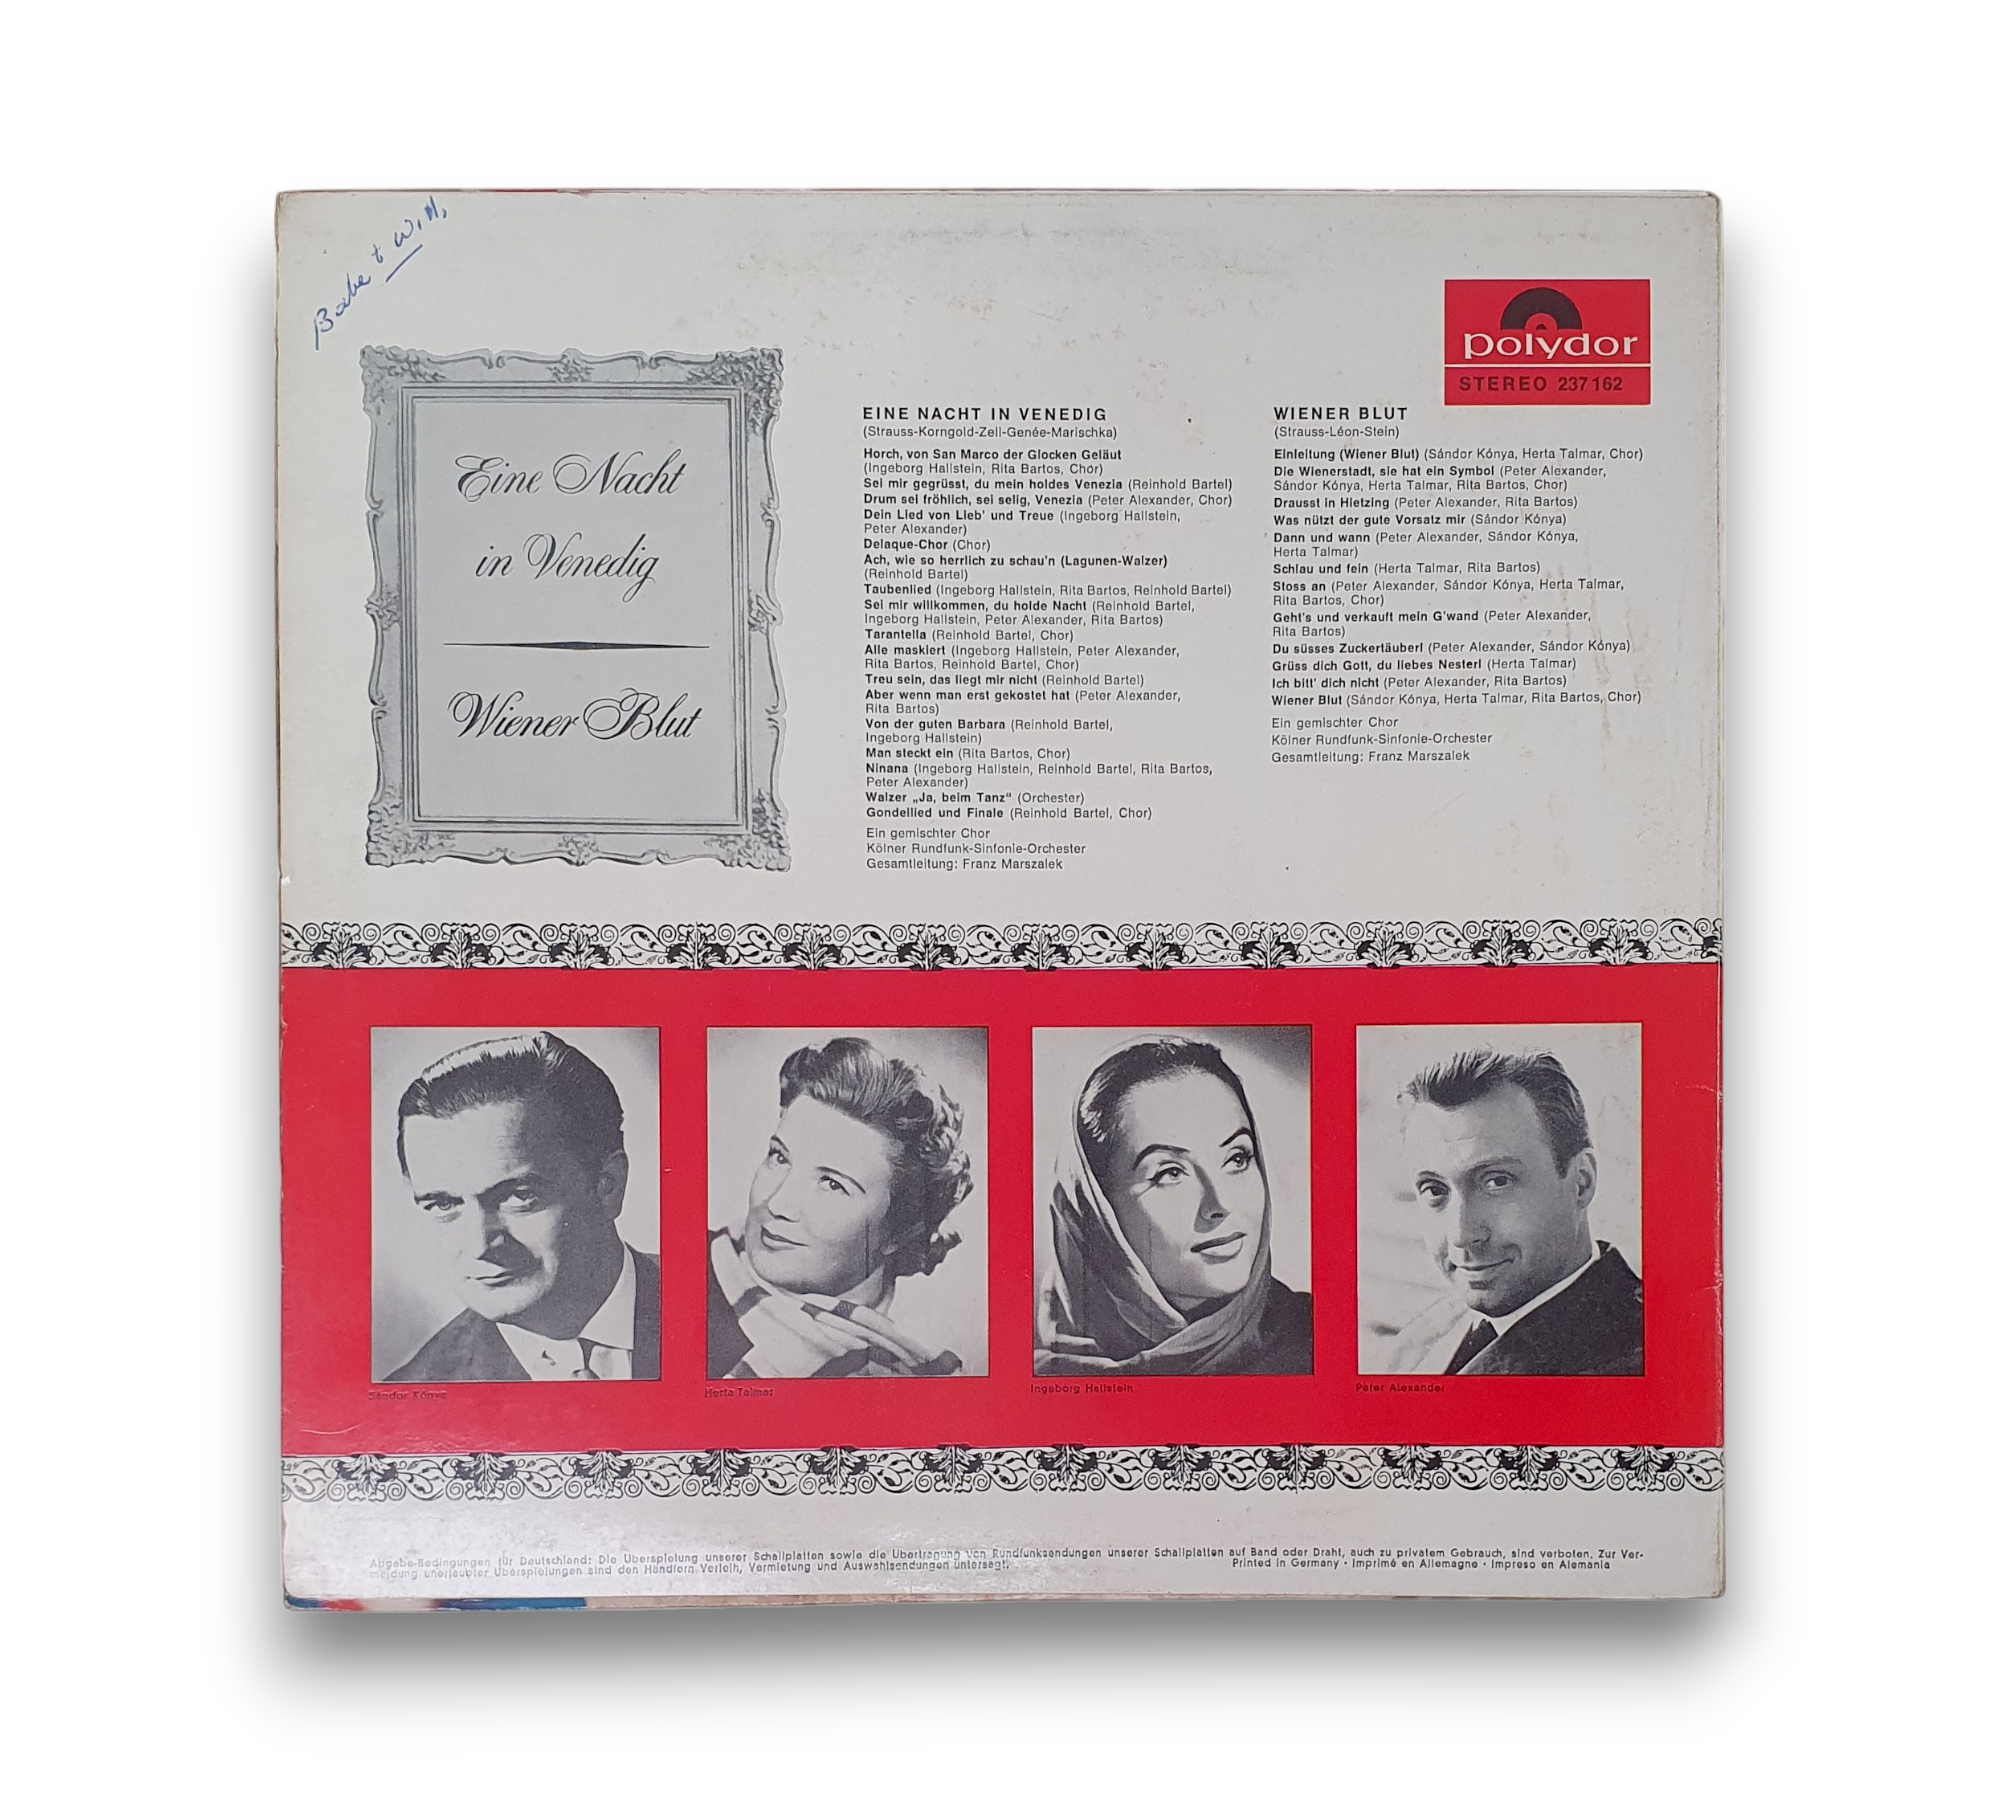 Babe + Will,
polydor
STEREO 237162
Eine Nacht
in Venedig
Wiener Blut
EINE NACHT IN VENEDIG
(Strauss-Korngold-Zell-Genée-Marischka)
Horch, von San Marco der Glocken Geläut
(Ingeborg Hallstein, Rita Bartos, Chor)
Sei mir gegrüsst, du mein holdes Venezia (Reinhold Bartel)
Drum sei fröhlich, sei selig, Venezia (Peter Alexander, Chor)
Dein Lied von Lieb' und Treue (Ingeborg Hallstein,
Peter Alexander)
Delaque-Chor (Chor)
Ach, wie so herrlich zu schau'n (Lagunen-Walzer)
(Reinhold Bartel)
Taubenlied (Ingeborg Hallstein, Rita Bartos, Reinhold Bartel)
Sei mir willkommen, du holde Nacht (Reinhold Bartel,
Ingeborg Hallstein, Peter Alexander, Rita Bartos)
Tarantella (Reinhold Bartel, Chor)
Alle maskiert (Ingeborg Hallstein, Peter Alexander,
Rita Bartos, Reinhold Bartel, Chor)
Treu sein, das liegt mir nicht (Reinhold Bartel)
Aber wenn man erst gekostet hat (Peter Alexander,
Rita Bartos)
Von der guten Barbara (Reinhold Bartel,
Ingeborg Hallstein)
Man steckt ein (Rita Bartos, Chor)
Ninana (Ingeborg Hallstein, Reinhold Bartel, Rita Bartos,
Peter Alexander)
Walzer „Ja, beim Tanz“ (Orchester)
Gondellied und Finale (Reinhold Bartel, Chor)
Ein gemischter Chor
Kölner Rundfunk-Sinfonie-Orchester
Gesamtleitung: Franz Marszalek
WIENER BLUT
(Strauss-Léon-Stein)
Einleitung (Wiener Blut) (Sándor Kónya, Herta Talmar, Chor)
Die Wienerstadt, sie hat ein Symbol (Peter Alexander,
Sándor Kónya, Herta Talmar, Rita Bartos, Chor)
Drausst in Hietzing (Peter Alexander, Rita Bartos)
Was nützt der gute Vorsatz mir (Sándor Kónya)
Dann und wann (Peter Alexander, Sándor Kónya,
Herta Talmar)
Schlau und fein (Herta Talmar, Rita Bartos)
Stoss an (Peter Alexander, Sándor Kónya, Herta Talmar,
Rita Bartos, Chor)
Geht's und verkauft mein G'wand (Peter Alexander,
Rita Bartos)
Du süsses Zuckertäuberl (Peter Alexander, Sándor Kónya)
Grüss dich Gott, du liebes Nesterl (Herta Talmar)
Ich bitt' dich nicht (Peter Alexander, Rita Bartos)
Wiener Blut (Sándor Kónya, Herta Talmar, Rita Bartos, Chor)
Ein gemischter Chor
Kölner Rundfunk-Sinfonie-Orchester
Gesamtleitung: Franz Marszalek
Sándor Kónya
Herta Talmar
Ingeborg Hallstein
Peter Alexander
Abgabe-Bedingungen für Deutschland: Die Überspielung unserer Schallplatten sowie die Übertragung von Rundfunksendungen unserer Schallplatten auf Band oder Draht, auch zu privatem Gebrauch, sind verboten. Zur Ver-
meidung unerlaubter Überspielungen sind den Händlern Verleih, Vermietung und Auswahlsendungen untersagt.
Printed in Germany · Imprimé en Allemagne · Impreso en Alemania